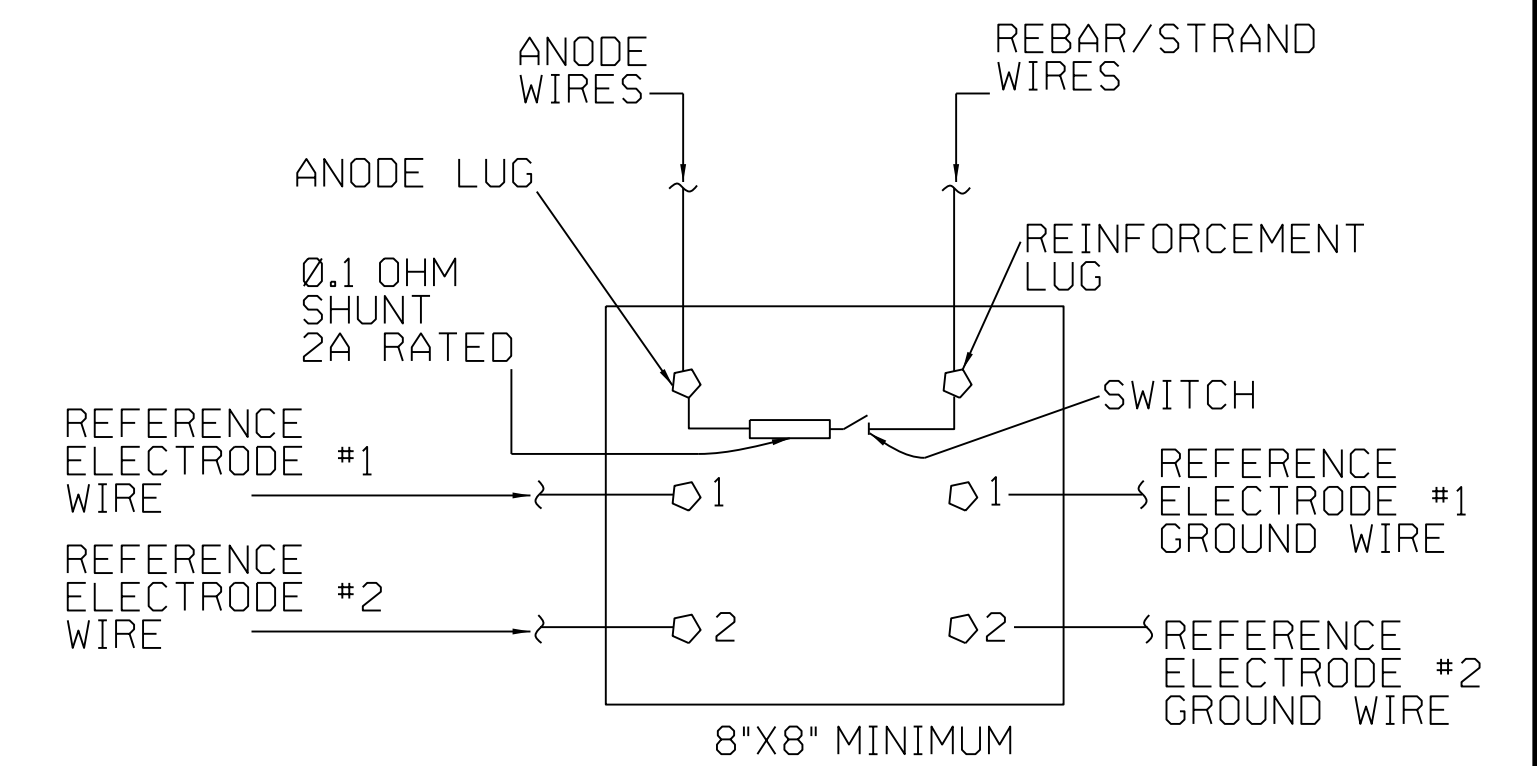 ANODE
WIRES
REBAR/STRAND
WIRES
ANODE LUG
REINFORCEMENT
LUG
Ø.1 OHM
SHUNT
2A RATED
SWITCH
REFERENCE
ELECTRODE #1
WIRE
1
1
REFERENCE
ELECTRODE #1
GROUND WIRE
REFERENCE
ELECTRODE #2
WIRE
2
2
REFERENCE
ELECTRODE #2
GROUND WIRE
8"X8" MINIMUM